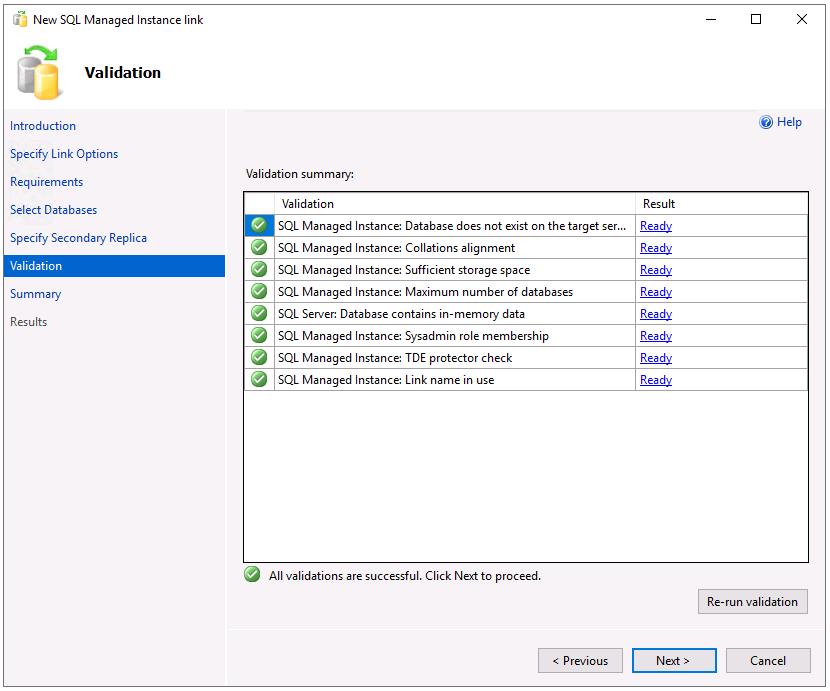 New SQL Managed Instance link
Validation
Introduction
Specify Link Options
Requirements
Select Databases
Specify Secondary Replica
Validation
Summary
Results
Help
Validation summary:
Validation Result
SQL Managed Instance: Database does not exist on the target ser... Ready
SQL Managed Instance: Collations alignment Ready
SQL Managed Instance: Sufficient storage space Ready
SQL Managed Instance: Maximum number of databases Ready
SQL Server: Database contains in-memory data Ready
SQL Managed Instance: Sysadmin role membership Ready
SQL Managed Instance: TDE protector check Ready
SQL Managed Instance: Link name in use Ready
All validations are successful. Click Next to proceed.
Re-run validation
< Previous Next > Cancel